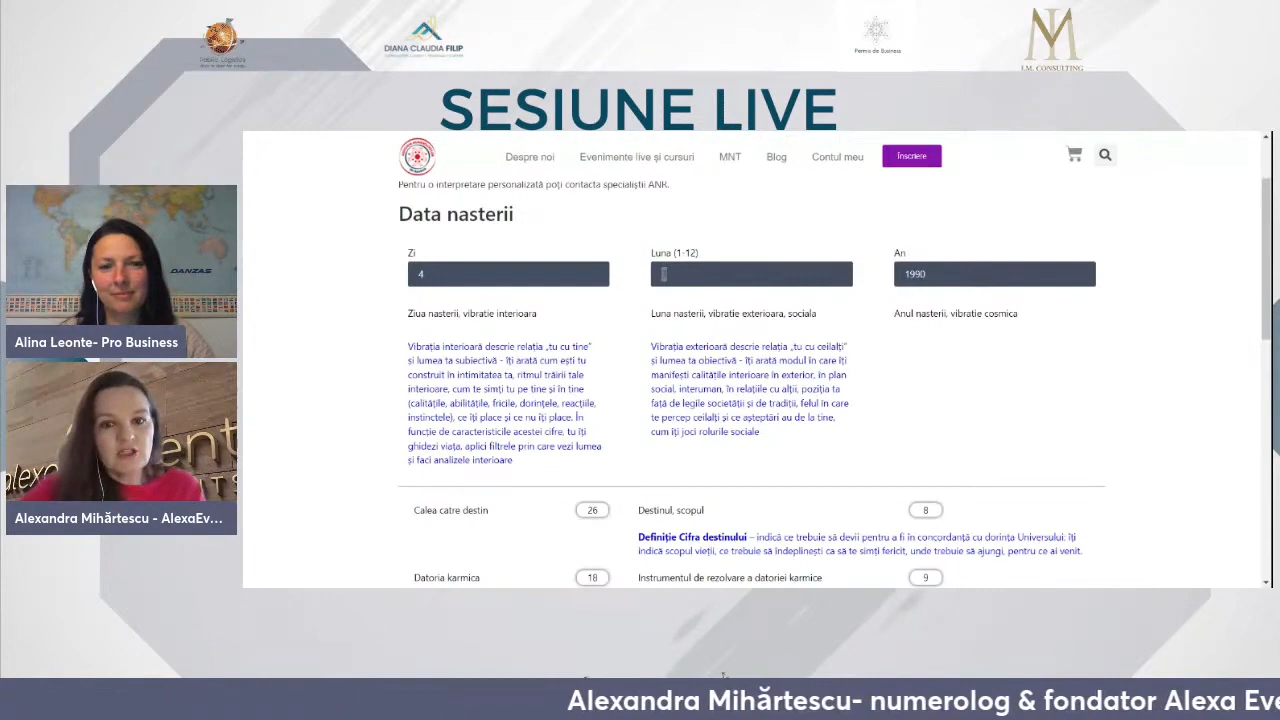 DIANA CLAUDIA FILIP
Permis de Business
I.M. CONSULTING
SESIUNE LIVE
Despre noi
Evenimente live și cursuri
MNT
Blog
Contul meu
Înscriere
Pentru o interpretare personalizată poți contacta specialiștii ANR.
Data nasterii
Zi
4
Ziua nasterii, vibratie interioara
Vibrația interioară descrie relația „tu cu tine”
și lumea ta subiectivă - îți arată cum ești tu
construit în intimitatea ta, ritmul trăirii tale
interioare, cum te simți tu pe tine și în tine
(calitățile, abilitățile, fricile, dorințele, reacțiile,
instinctele), ce îți place și ce nu îți place. În
funcție de caracteristicile acestei cifre, tu îți
ghidezi viața, aplici filtrele prin care vezi lumea
și faci analizele interioare
Luna (1-12)
Luna nasterii, vibratie exterioara, sociala
Vibrația exterioară descrie relația „tu cu ceilalți”
și lumea ta obiectivă - îți arată modul în care îți
manifești calitățile interioare în exterior, în plan
social, interuman, în relațiile cu alții, poziția ta
față de legile societății și de tradiții, felul în care
te percep ceilalți și ce așteptări au de la tine,
cum îți joci rolurile sociale
An
1990
Anul nasterii, vibratie cosmica
Calea catre destin
26
Destinul, scopul
8
Definiție Cifra destinului – indică ce trebuie să devii pentru a fi în concordanță cu dorința Universului; îți
indică scopul vieții, ce trebuie să îndeplinești ca să te simți fericit, unde trebuie să ajungi, pentru ce ai venit.
Datoria karmica
18
Instrumentul de rezolvare a datoriei karmice
9
DANZAS
Alina Leonte- Pro Business
Alexandra Mihărtescu - AlexaEv...
Alexandra Mihărtescu- numerolog & fondator Alexa Eve